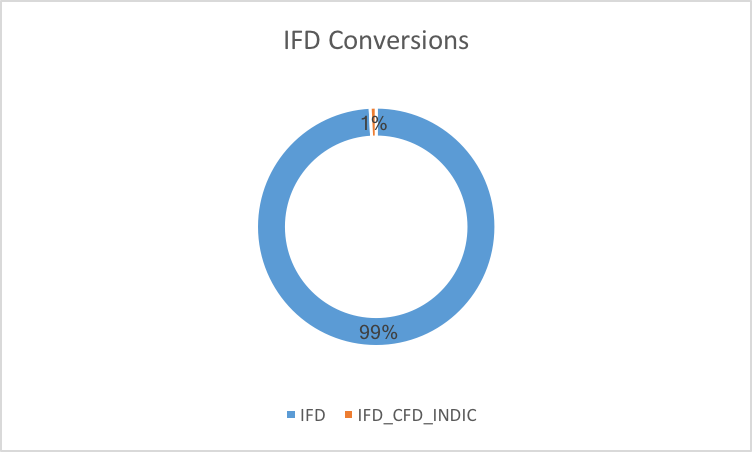 IFD Conversions
1%
99%
IFD IFD_CFD_INDIC